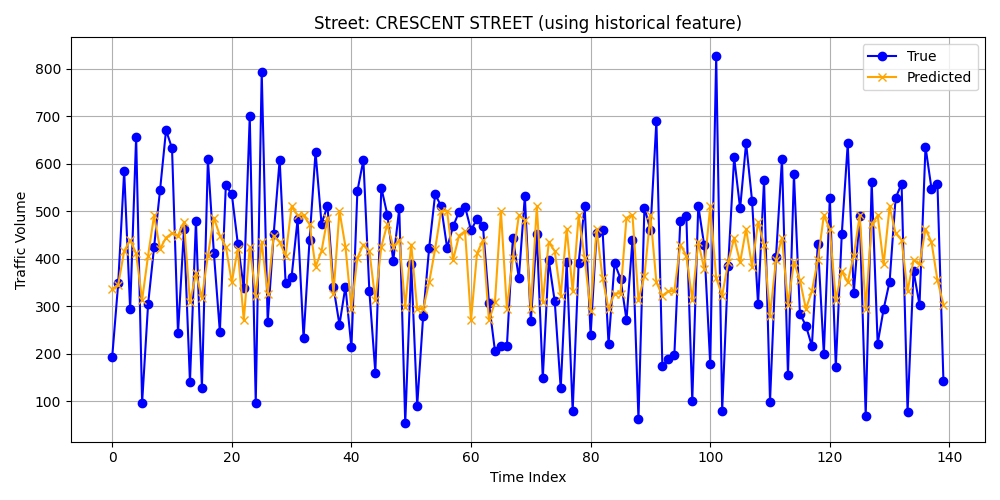 Street: CRESCENT STREET (using historical feature)
True
Predicted
Traffic Volume
800
700
600
500
400
300
200
100
0 20 40 60 80 100 120 140
Time Index